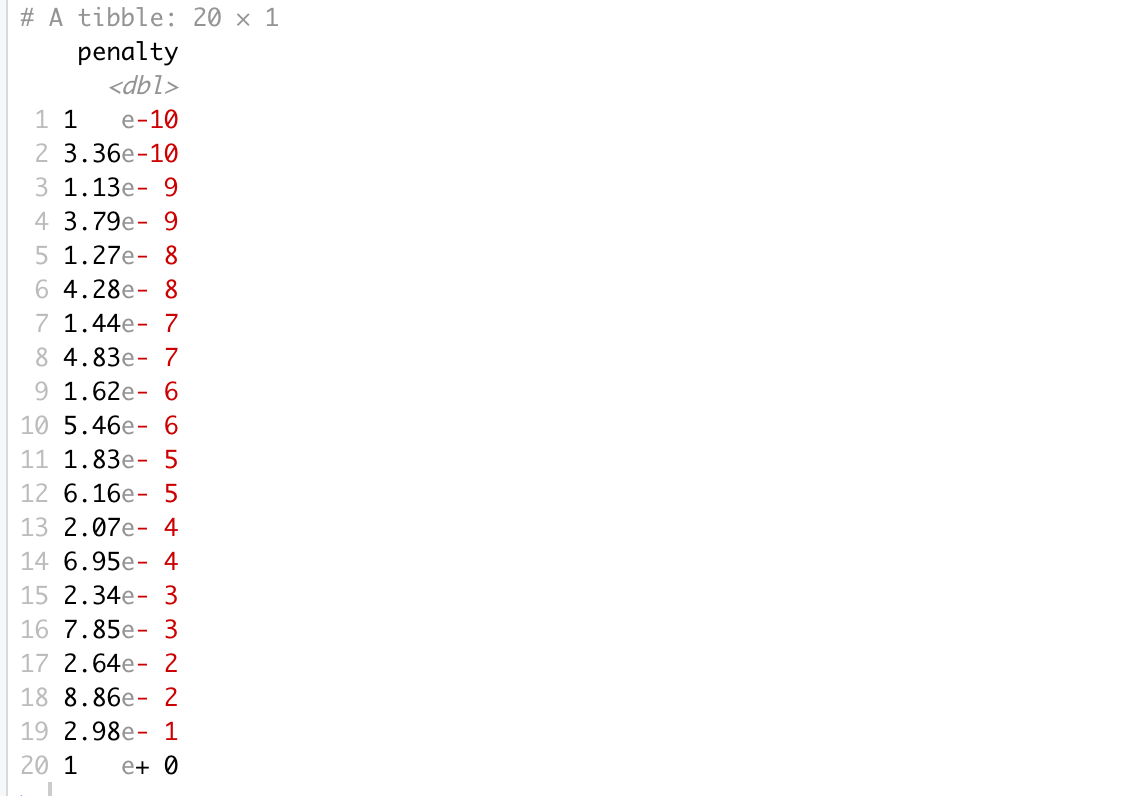 # A tibble: 20 × 1
penalty
<dbl>
1 1   e-10
2 3.36e-10
3 1.13e- 9
4 3.79e- 9
5 1.27e- 8
6 4.28e- 8
7 1.44e- 7
8 4.83e- 7
9 1.62e- 6
10 5.46e- 6
11 1.83e- 5
12 6.16e- 5
13 2.07e- 4
14 6.95e- 4
15 2.34e- 3
16 7.85e- 3
17 2.64e- 2
18 8.86e- 2
19 2.98e- 1
20 1   e+ 0